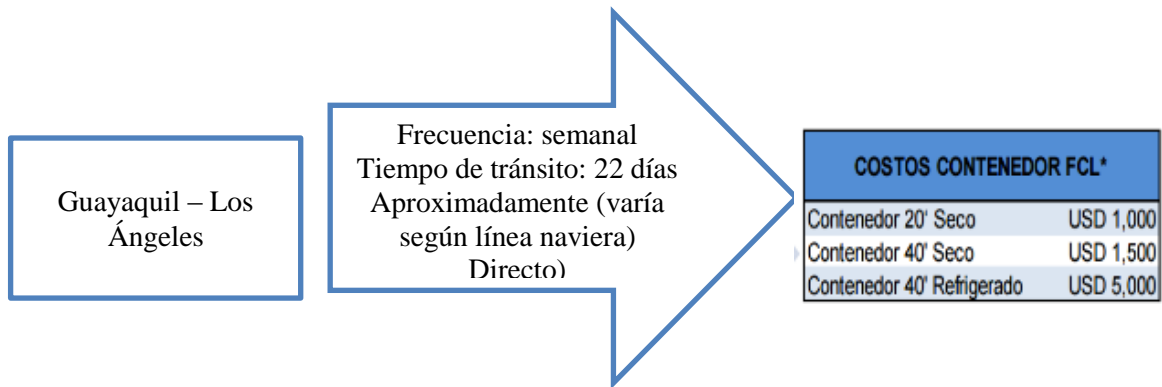 Guayaquil – Los
Ángeles
Frecuencia: semanal
Tiempo de tránsito: 22 días
Aproximadamente (varía
según línea naviera)
Directo)
COSTOS CONTENEDOR FCL*
Contenedor 20' Seco USD 1,000
Contenedor 40' Seco USD 1,500
Contenedor 40' Refrigerado USD 5,000